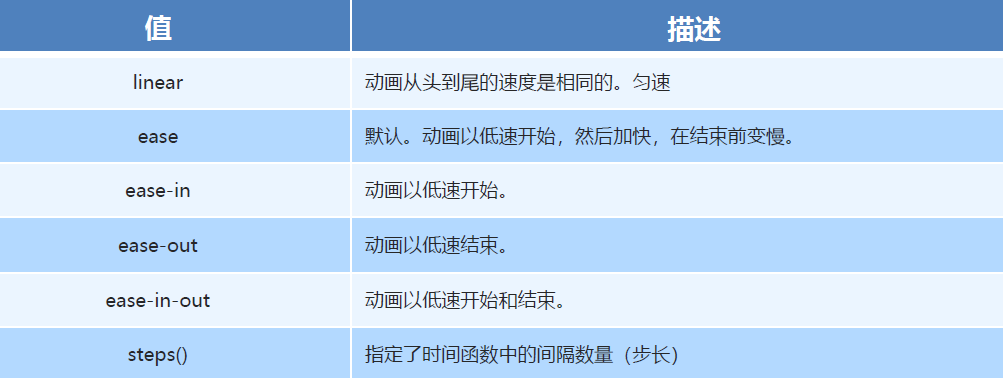 值 描述
linear 动画从头到尾的速度是相同的。匀速
ease 默认。动画以低速开始，然后加快，在结束前变慢。
ease-in 动画以低速开始。
ease-out 动画以低速结束。
ease-in-out 动画以低速开始和结束。
steps() 指定了时间函数中的间隔数量（步长）